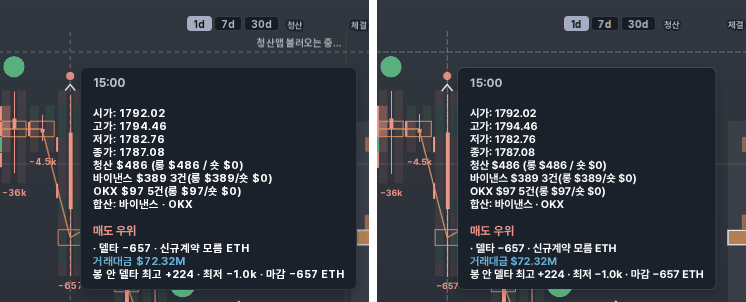 1d 7d 30d 청산 체결
청산맵 불러오는 중...
15:00
시가: 1792.02
고가: 1794.46
저가: 1782.76
종가: 1787.08
청산 $486 (롱 $486 / 숏 $0)
바이낸스 $389 3건(롱 $389/숏 $0)
OKX $97 5건(롱 $97/숏 $0)
합산: 바이낸스 · OKX
매도 우위
· 델타 −657 · 신규계약 모름 ETH
거래대금 $72.32M
봉 안 델타 최고 +224 · 최저 −1.0k · 마감 −657 ETH
-4.5k
-36k
-657
1d 7d 30d 청산 체결
15:00
시가: 1792.02
고가: 1794.46
저가: 1782.76
종가: 1787.08
청산 $486 (롱 $486 / 숏 $0)
바이낸스 $389 3건(롱 $389/숏 $0)
OKX $97 5건(롱 $97/숏 $0)
합산: 바이낸스 · OKX
매도 우위
· 델타 −657 · 신규계약 모름 ETH
거래대금 $72.32M
봉 안 델타 최고 +224 · 최저 −1.0k · 마감 −657 ETH
-4.5k
-36k
-657